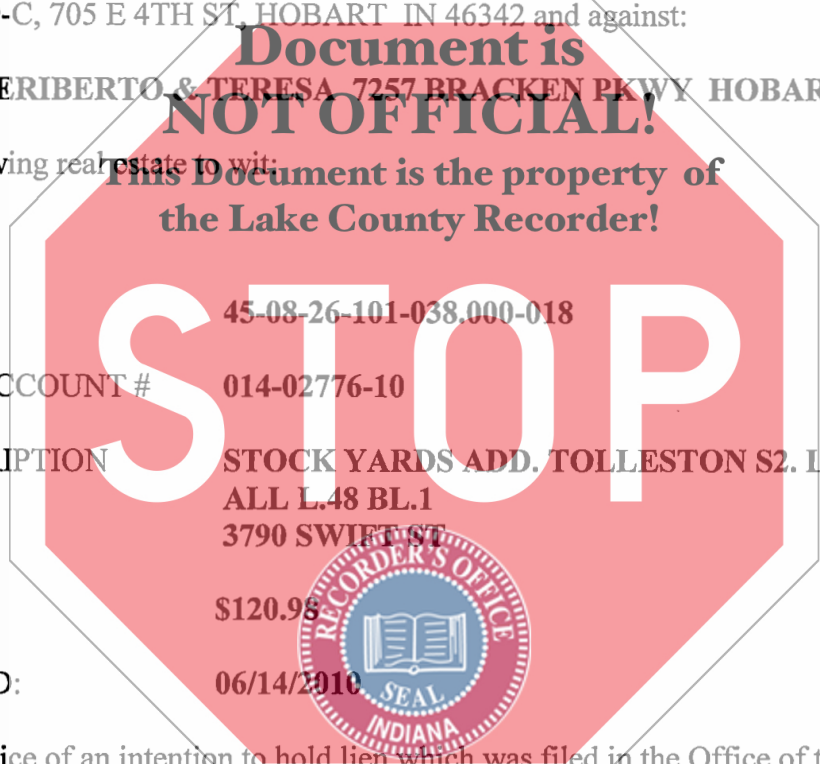 -C, 705 E 4TH ST, HOBART IN 46342 and against:
Document is
ERIBERTO & TERESA 7257 BRACKEN PKWY HOBAR
NOT OFFICIAL!
ving real estate to wit:
This Document is the property of
the Lake County Recorder!
STOP
45-08-26-101-038.000-018
CCOUNT # 014-02776-10
IPTION STOCK YARDS ADD. TOLLESTON S2. L
ALL L.48 BL.1
3790 SWIFT ST
$120.98
D: 06/14/2010
RECORDER'S OFFICE
SEAL
INDIANA
ice of an intention to hold lien which was filed in the Office of t